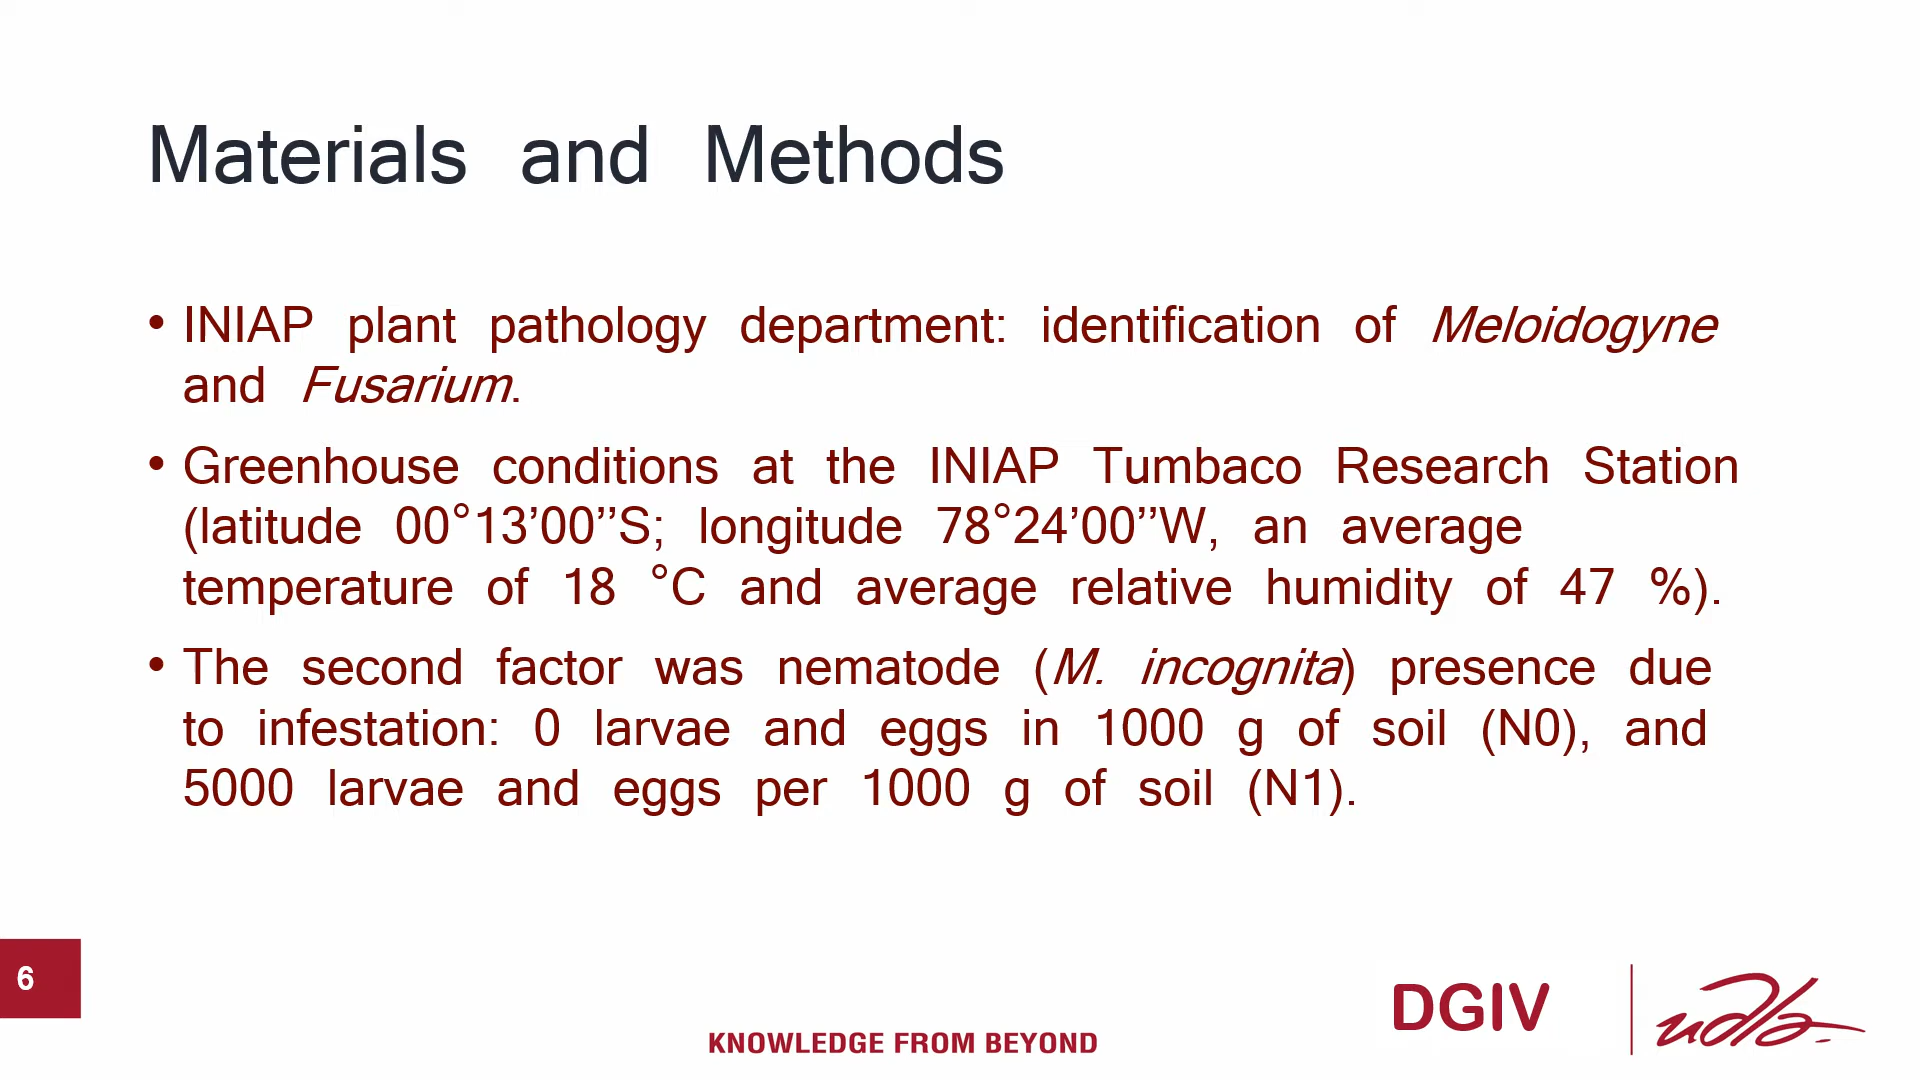 Materials and Methods
• INIAP plant pathology department: identification of Meloidogyne
and Fusarium.
• Greenhouse conditions at the INIAP Tumbaco Research Station
(latitude 00°13’00’’S; longitude 78°24’00’’W, an average
temperature of 18 °C and average relative humidity of 47 %).
• The second factor was nematode (M. incognita) presence due
to infestation: 0 larvae and eggs in 1000 g of soil (N0), and
5000 larvae and eggs per 1000 g of soil (N1).
6
DGIV
udla
KNOWLEDGE FROM BEYOND